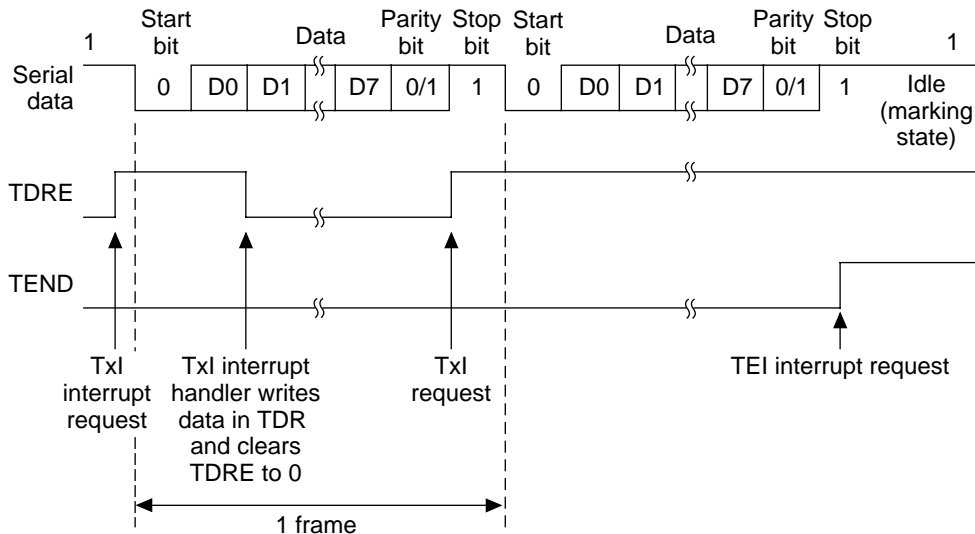 1
Start
bit
Data
Parity
bit
Stop
bit
Start
bit
Data
Parity
bit
Stop
bit
1
Serial
data
0 D0 D1 D7 0/1 1 0 D0 D1 D7 0/1 1
Idle
(marking
state)
TDRE
TEND
TxI
interrupt
request
TxI interrupt
handler writes
data in TDR
and clears
TDRE to 0
TxI
request
TEI interrupt request
1 frame